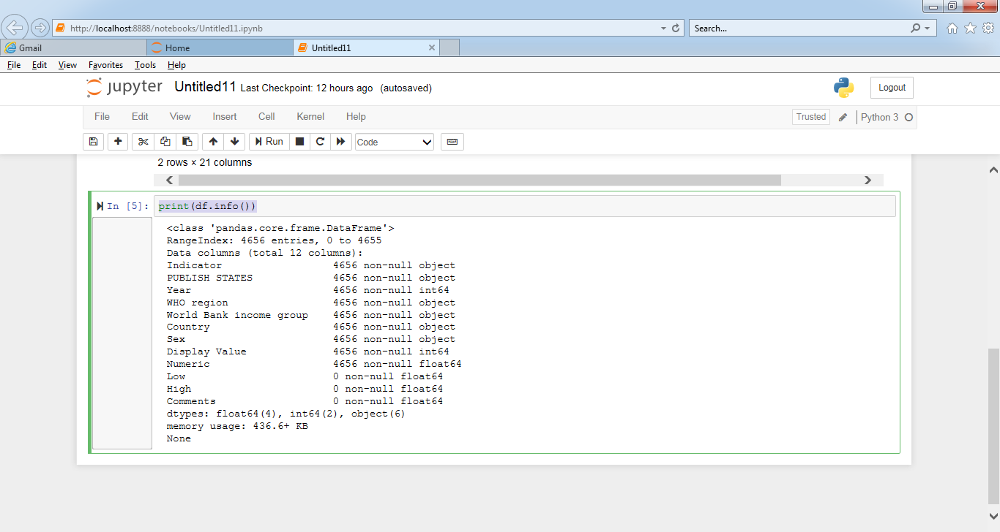 http://localhost:8888/notebooks/Untitled11.ipynb
Search...
Gmail
Home
Untitled11
File Edit View Favorites Tools Help
jupyter Untitled11 Last Checkpoint: 12 hours ago (autosaved)
Logout
File Edit View Insert Cell Kernel Help
Trusted
Python 3
Run
Code
2 rows × 21 columns
In [5]: print(df.info())
<class 'pandas.core.frame.DataFrame'>
RangeIndex: 4656 entries, 0 to 4655
Data columns (total 12 columns):
Indicator 4656 non-null object
PUBLISH STATES 4656 non-null object
Year 4656 non-null int64
WHO region 4656 non-null object
World Bank income group 4656 non-null object
Country 4656 non-null object
Sex 4656 non-null object
Display Value 4656 non-null int64
Numeric 4656 non-null float64
Low 0 non-null float64
High 0 non-null float64
Comments 0 non-null float64
dtypes: float64(4), int64(2), object(6)
memory usage: 436.6+ KB
None